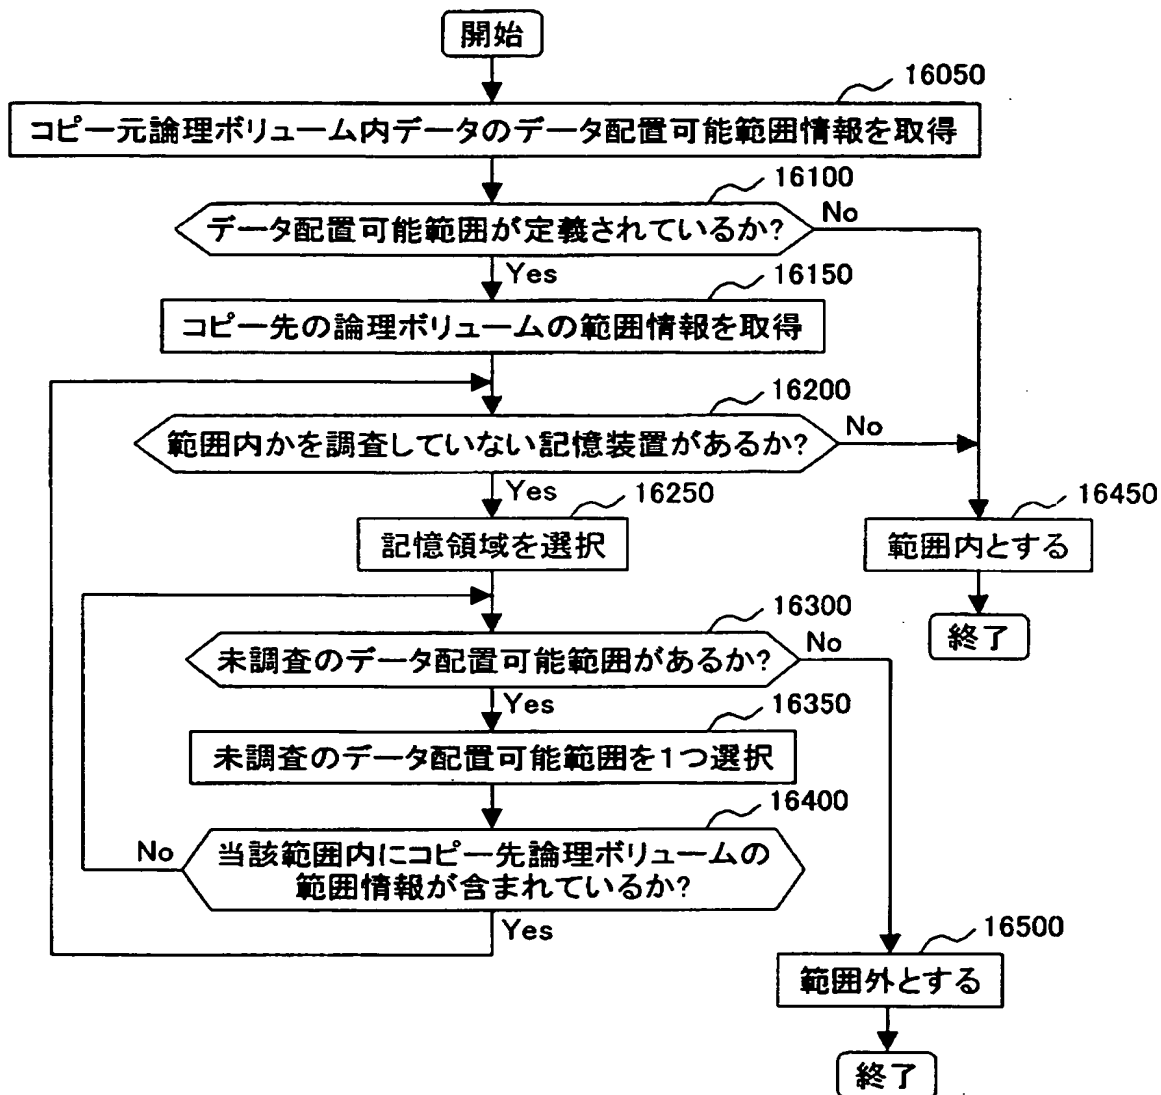 開始
16050
コピー元論理ボリューム内データのデータ配置可能範囲情報を取得
16100
データ配置可能範囲が定義されているか?
No
Yes
16150
コピー先の論理ボリュームの範囲情報を取得
16200
範囲内かを調査していない記憶装置があるか?
No
Yes
16250
記憶領域を選択
16450
範囲内とする
終了
16300
未調査のデータ配置可能範囲があるか?
No
Yes
16350
未調査のデータ配置可能範囲を1つ選択
16400
当該範囲内にコピー先論理ボリュームの
範囲情報が含まれているか?
No
Yes
16500
範囲外とする
終了